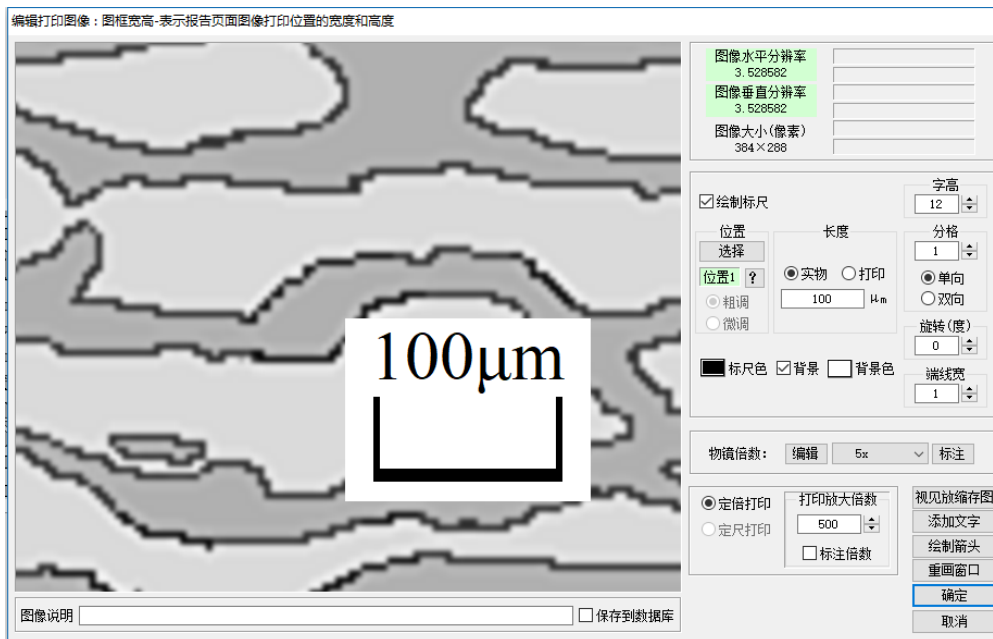 编辑打印图像：图框宽高-表示报告页面图像打印位置的宽度和高度
100μm
图像说明
保存到数据库
图像水平分辨率
3.528582
图像垂直分辨率
3.528582
图像大小(像素)
384×288
绘制标尺
字高
12
位置
选择
位置1 ?
粗调
微调
长度
实物 打印
100 μm
分格
1
单向
双向
旋转(度)
0
标尺色 背景 背景色
端线宽
1
物镜倍数： 编辑 5x 标注
定倍打印
定尺打印
打印放大倍数
500
标注倍数
视见放缩存图
添加文字
绘制箭头
重画窗口
确定
取消